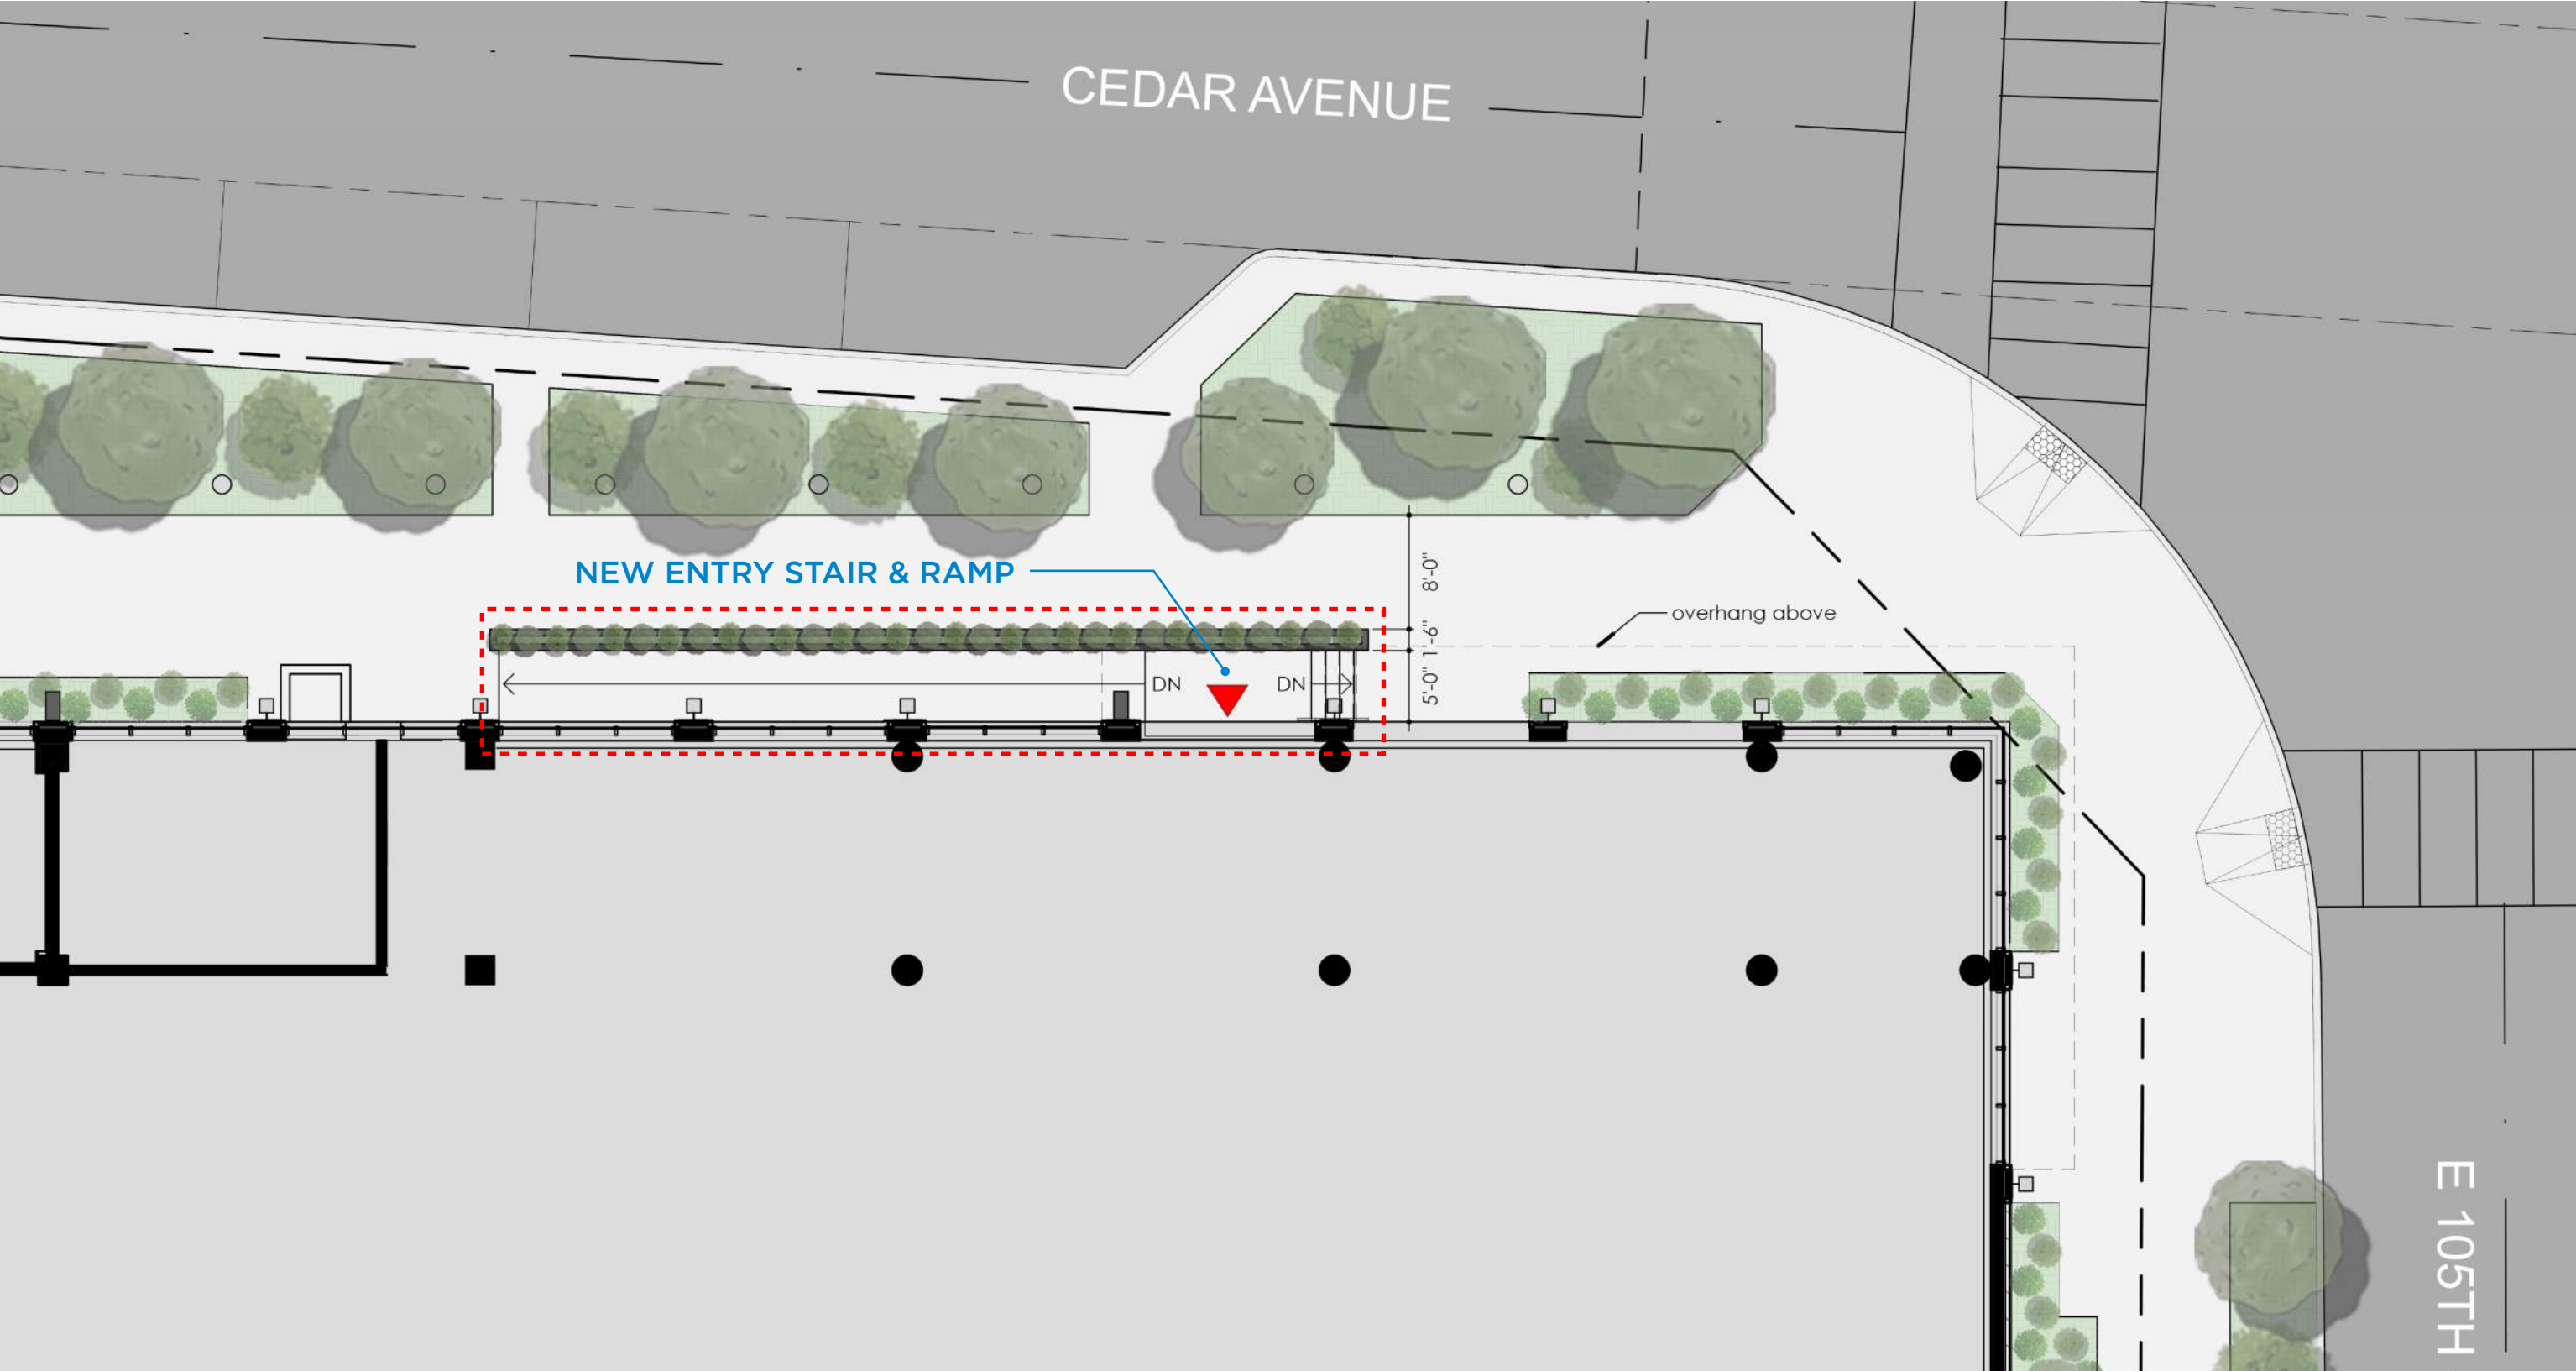 CEDAR AVENUE
NEW ENTRY STAIR & RAMP
8'-0"
overhang above
1'-6"
5'-0"
DN
DN
E 105TH